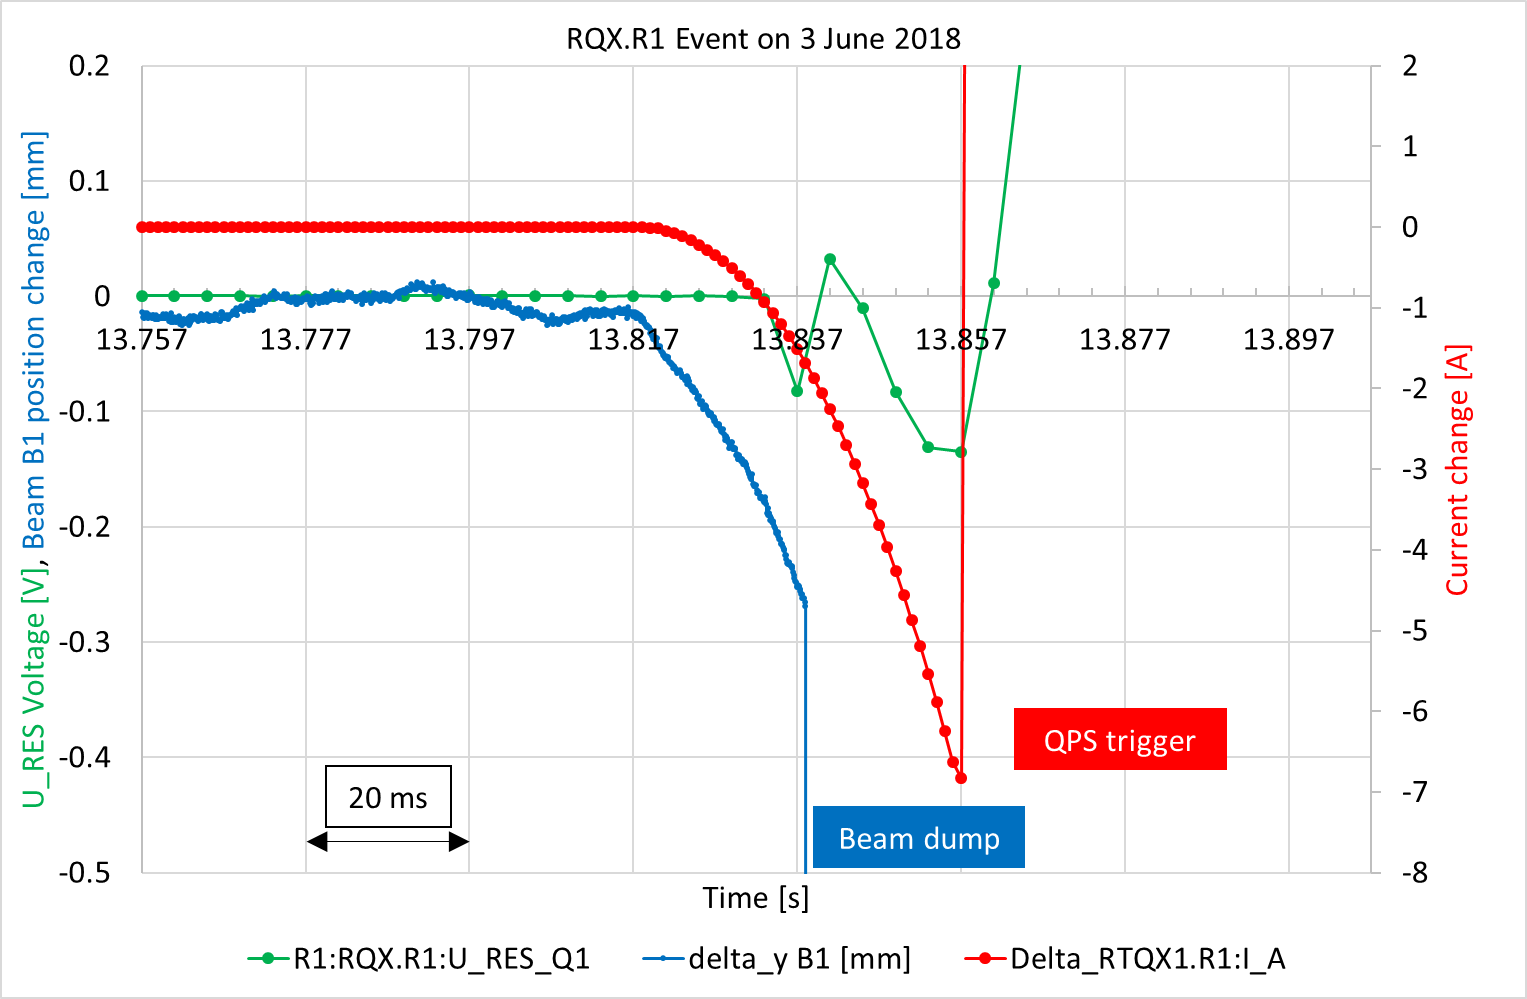 RQX.R1 Event on 3 June 2018
U_RES Voltage [V], Beam B1 position change [mm]
0.2
0.1
0
-0.1
-0.2
-0.3
-0.4
-0.5
13.757 13.777 13.797 13.817 13.837 13.857 13.877 13.897
2
1
0
-1
-2
-3
-4
-5
-6
-7
-8
Current change [A]
QPS trigger
20 ms
Beam dump
Time [s]
R1:RQX.R1:U_RES_Q1 delta_y B1 [mm] Delta_RTQX1.R1:I_A